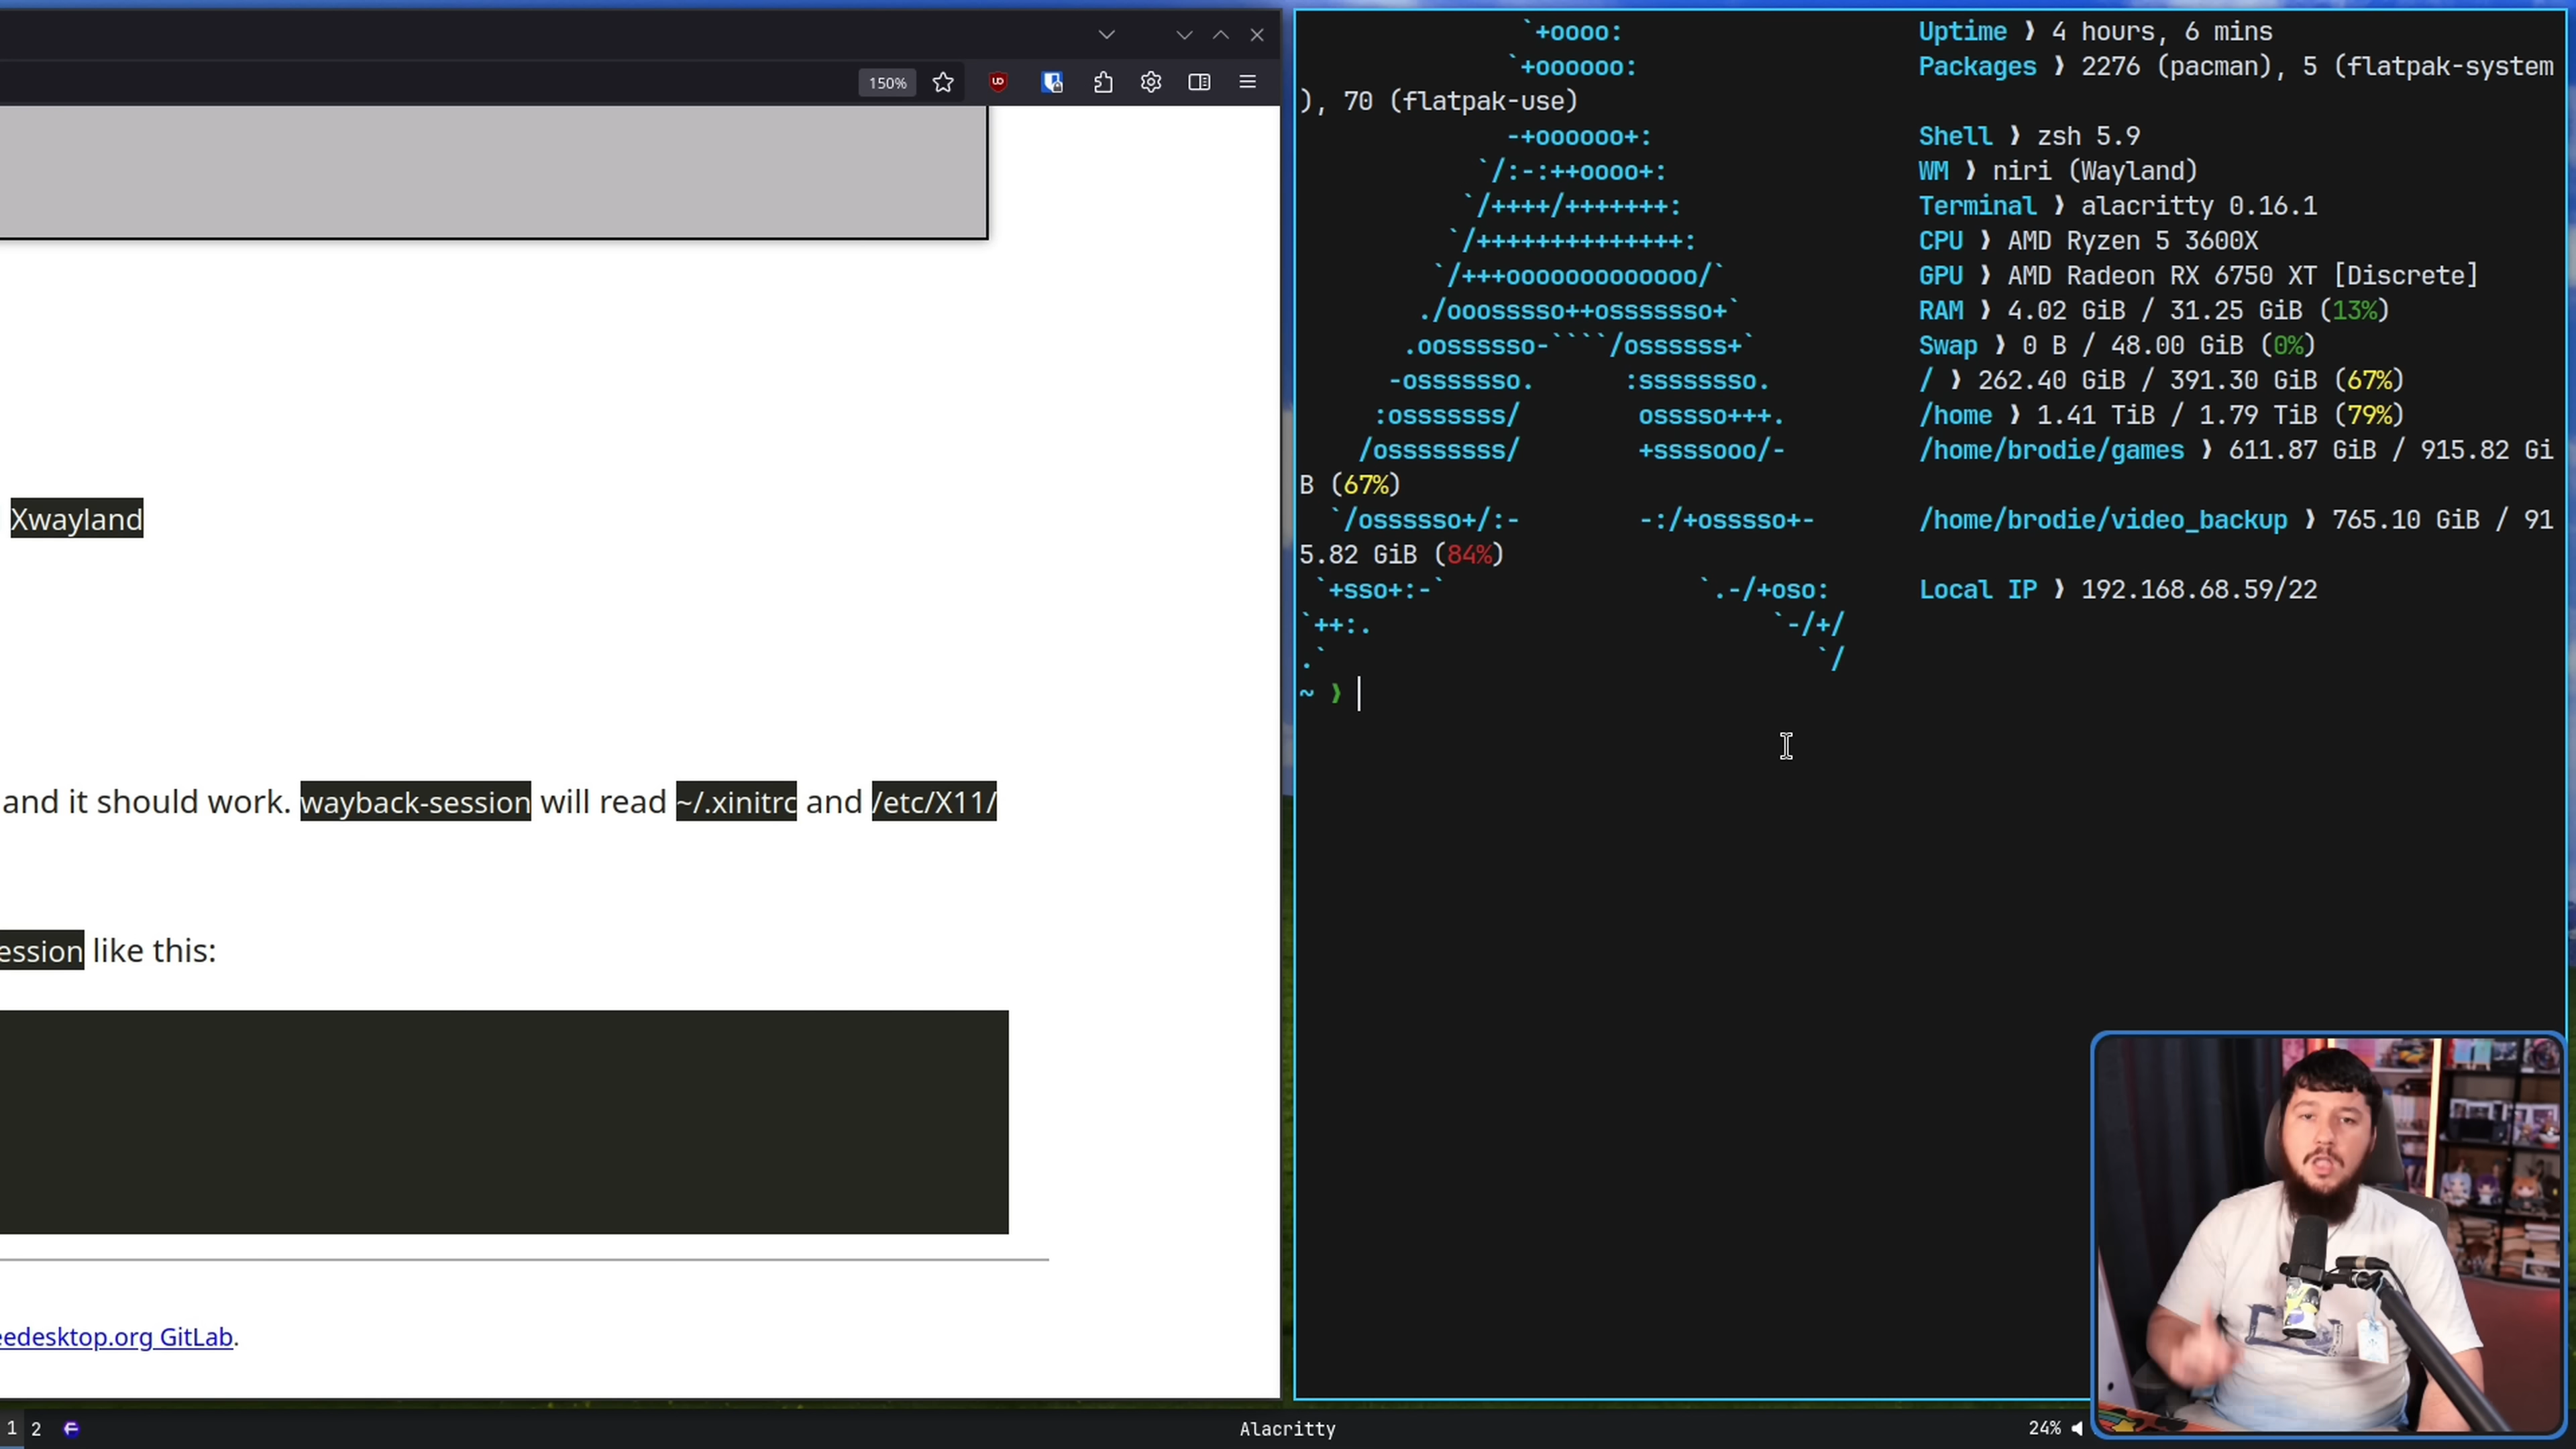 150%
Xwayland
and it should work. wayback-session will read ~/.xinitrc and /etc/X11/
ession like this:
eedesktop.org GitLab.
`+oooo:
Uptime ❱ 4 hours, 6 mins
`+oooooo:
Packages ❱ 2276 (pacman), 5 (flatpak-system
), 70 (flatpak-use)
-+oooooo+:
Shell ❱ zsh 5.9
`/:-:++oooo+:
WM ❱ niri (Wayland)
`/++++/+++++++:
Terminal ❱ alacritty 0.16.1
`/++++++++++++++:
CPU ❱ AMD Ryzen 5 3600X
`/+++ooooooooooooo/`
GPU ❱ AMD Radeon RX 6750 XT [Discrete]
./ooosssso++osssssso+`
RAM ❱ 4.02 GiB / 31.25 GiB (13%)
.oossssso-````/ossssss+`
Swap ❱ 0 B / 48.00 GiB (0%)
-osssssso.      :ssssssso.
/ ❱ 262.40 GiB / 391.30 GiB (67%)
:osssssss/        osssso+++.
/home ❱ 1.41 TiB / 1.79 TiB (79%)
/ossssssss/        +ssssooo/-
/home/brodie/games ❱ 611.87 GiB / 915.82 Gi
B (67%)
`/ossssso+/:-        -:/+osssso+-
/home/brodie/video_backup ❱ 765.10 GiB / 91
5.82 GiB (84%)
`+sso+:-`                 `.-/+oso:
Local IP ❱ 192.168.68.59/22
`++:.                           `-/+/
.`                                 `/
~ ❱
1 2
Alacritty
24%